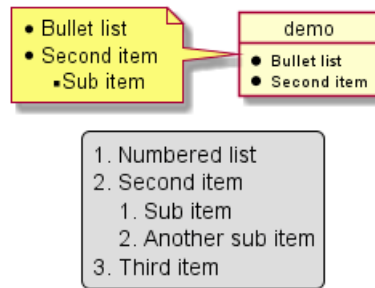 • Bullet list
• Second item
▪Sub item
demo
• Bullet list
• Second item
1. Numbered list
2. Second item
1. Sub item
2. Another sub item
3. Third item